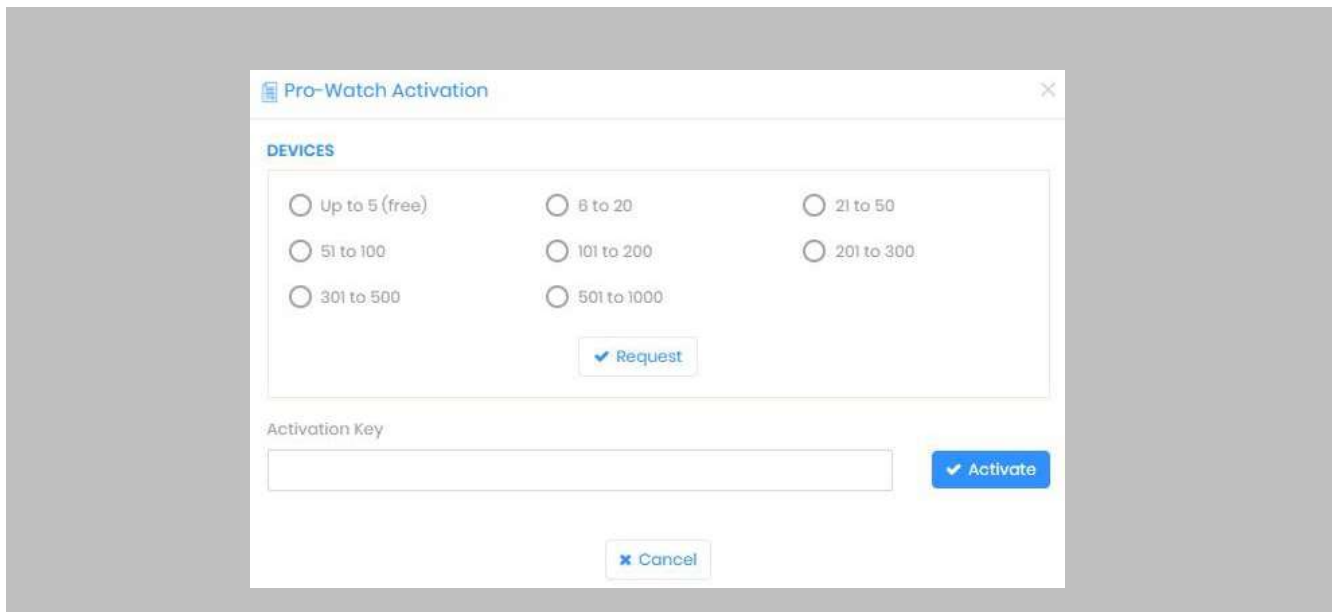 Pro-Watch Activation
DEVICES
Up to 5 (free) 6 to 20 21 to 50
51 to 100 101 to 200 201 to 300
301 to 500 501 to 1000
Request
Activation Key
Activate
Cancel